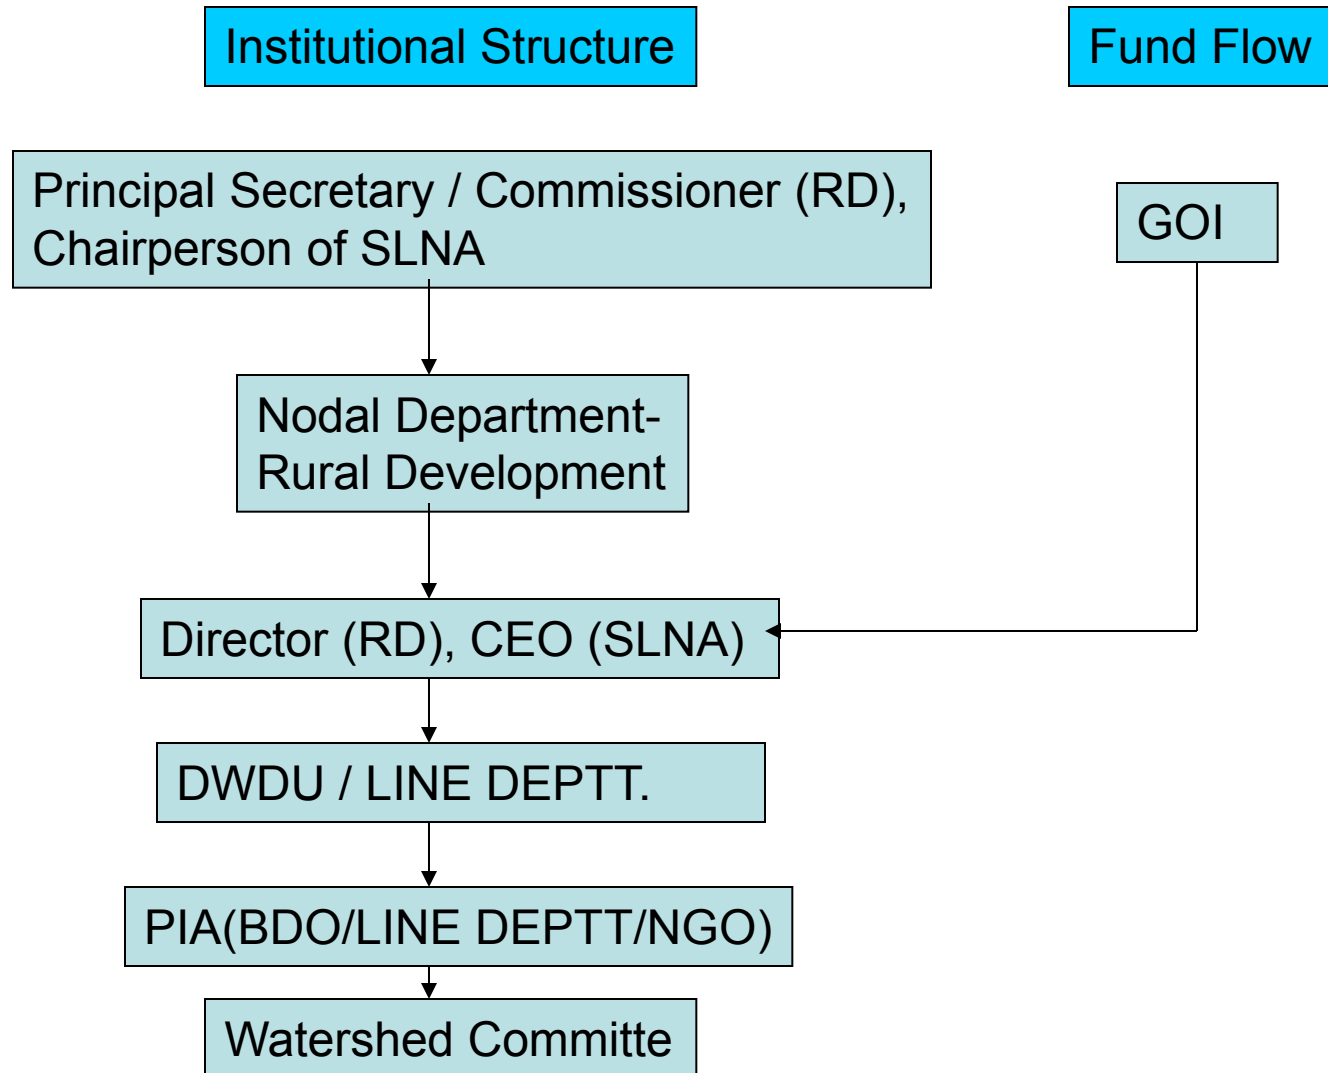 Institutional Structure
Fund Flow
Principal Secretary / Commissioner (RD),
Chairperson of SLNA
GOI
Nodal Department-
Rural Development
Director (RD), CEO (SLNA)
DWDU / LINE DEPTT.
PIA(BDO/LINE DEPTT/NGO)
Watershed Committe